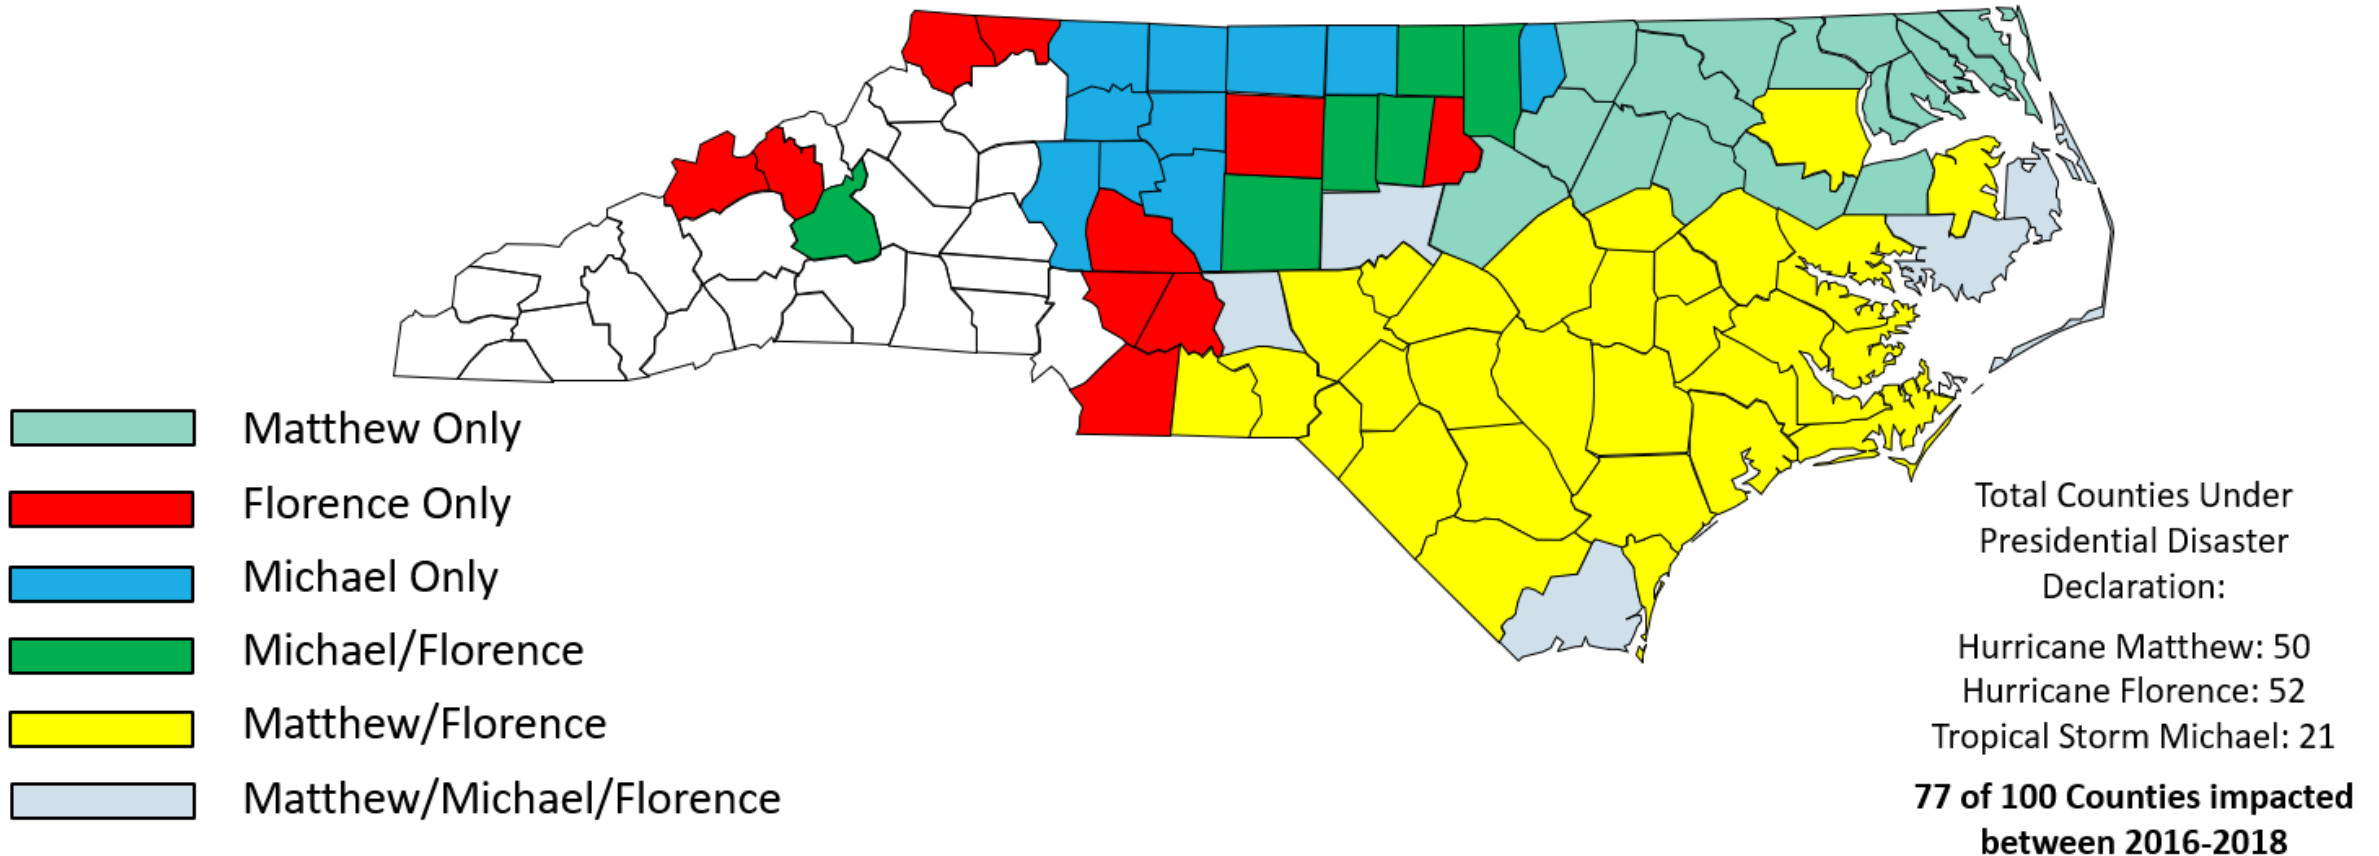 Matthew Only
Florence Only
Michael Only
Michael/Florence
Matthew/Florence
Matthew/Michael/Florence
Total Counties Under
Presidential Disaster
Declaration:
Hurricane Matthew: 50
Hurricane Florence: 52
Tropical Storm Michael: 21
77 of 100 Counties impacted
between 2016-2018